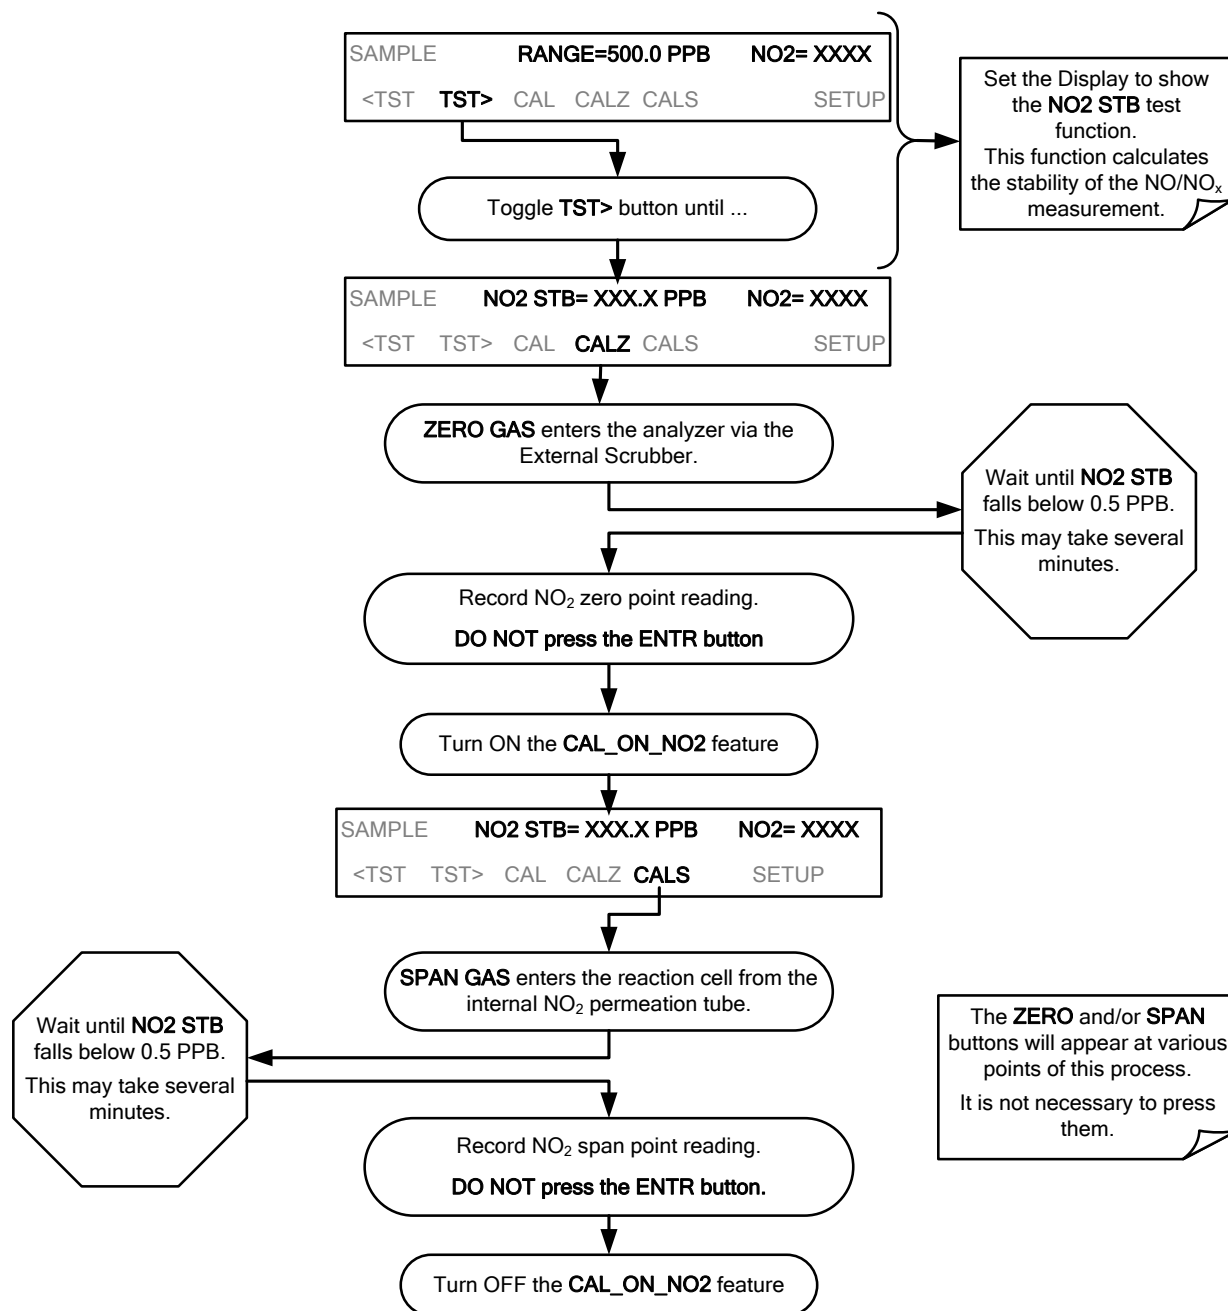 SAMPLE RANGE=500.0 PPB NO2= XXXX
<TST TST> CAL CALZ CALS SETUP
Set the Display to show
the NO2 STB test
function.
This function calculates
the stability of the NO/NOₓ
measurement.
Toggle TST> button until ...
SAMPLE NO2 STB= XXX.X PPB NO2= XXXX
<TST TST> CAL CALZ CALS SETUP
ZERO GAS enters the analyzer via the
External Scrubber.
Wait until NO2 STB
falls below 0.5 PPB.
This may take several
minutes.
Record NO₂ zero point reading.
DO NOT press the ENTR button
Turn ON the CAL_ON_NO2 feature
SAMPLE NO2 STB= XXX.X PPB NO2= XXXX
<TST TST> CAL CALZ CALS SETUP
SPAN GAS enters the reaction cell from the
internal NO₂ permeation tube.
Wait until NO2 STB
falls below 0.5 PPB.
This may take several
minutes.
The ZERO and/or SPAN
buttons will appear at various
points of this process.
It is not necessary to press
them.
Record NO₂ span point reading.
DO NOT press the ENTR button.
Turn OFF the CAL_ON_NO2 feature